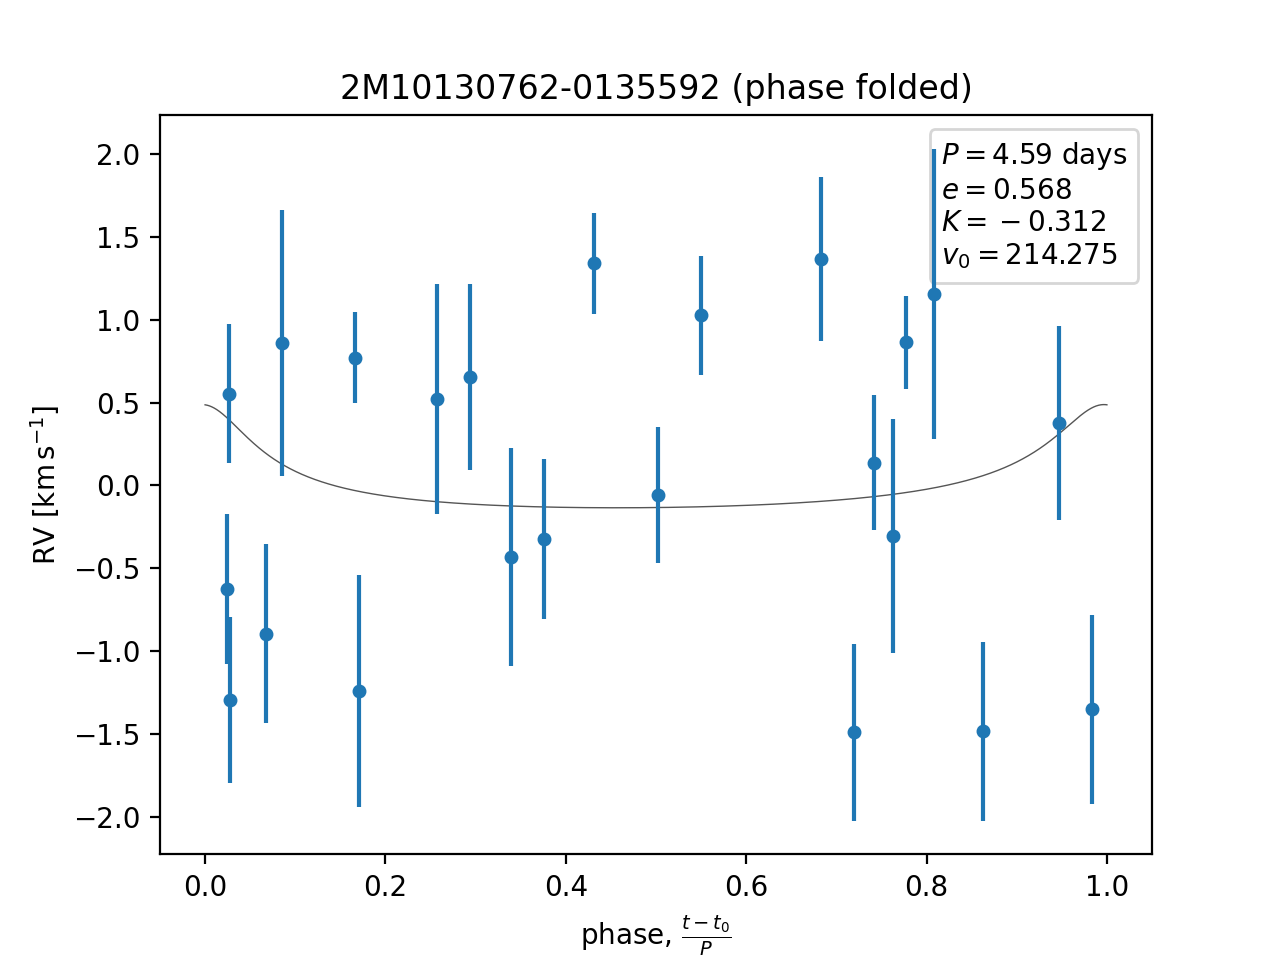 2M10130762-0135592 (phase folded)
P = 4.59 days
e = 0.568
K = −0.312
v₀ = 214.275
RV [km s⁻¹]
2.0
1.5
1.0
0.5
0.0
−0.5
−1.0
−1.5
−2.0
0.0 0.2 0.4 0.6 0.8 1.0
phase, (t − t₀)/P